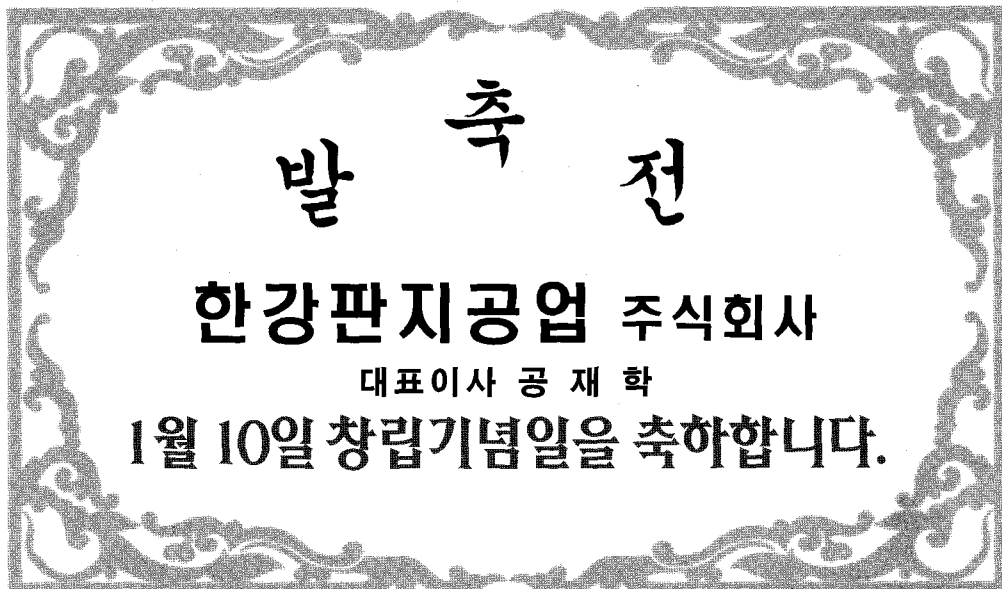 축
발 전
한강판지공업 주식회사
대표이사 공 재 학
1월 10일 창립기념일을 축하합니다.